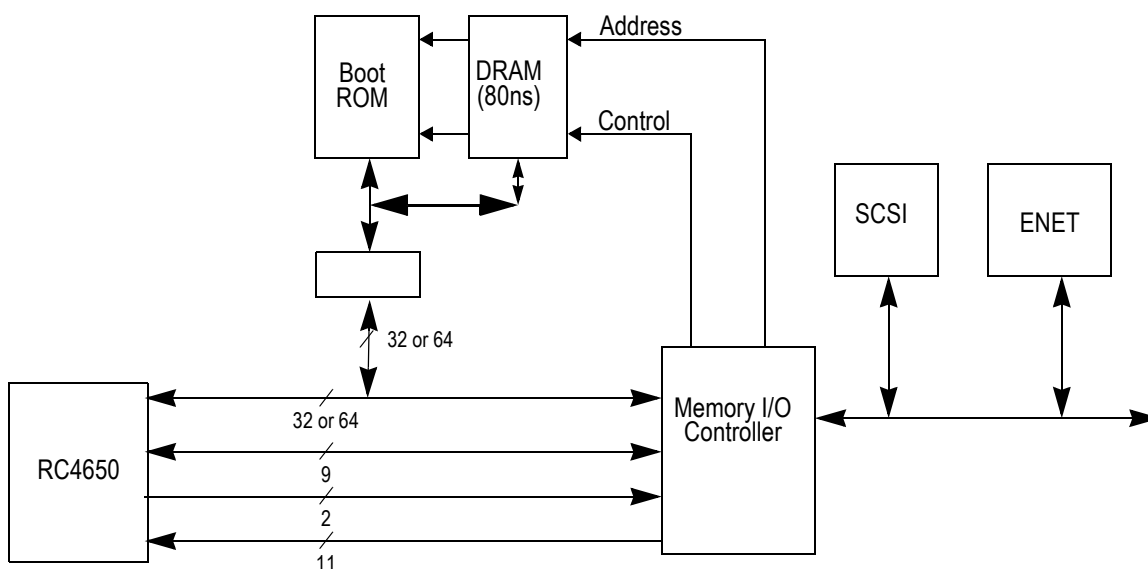 Address
Boot
ROM
DRAM
(80ns)
Control
SCSI
ENET
32 or 64
RC4650
32 or 64
9
2
11
Memory I/O
Controller